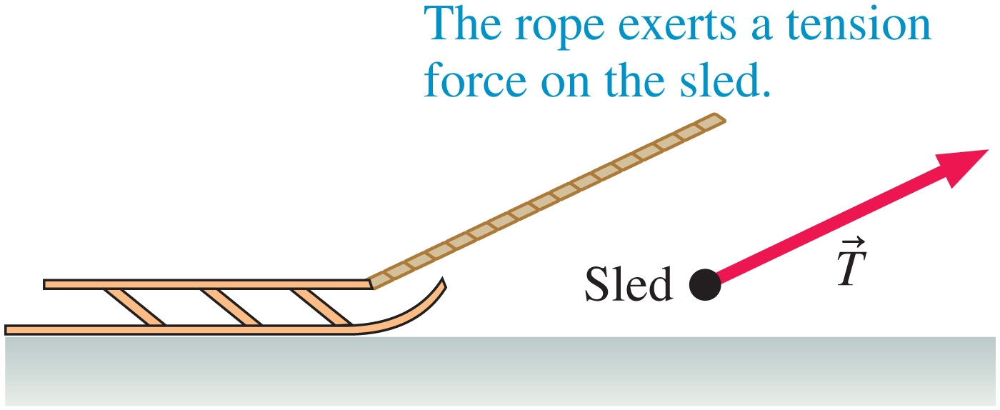 The rope exerts a tension
force on the sled.
Sled
T⃗